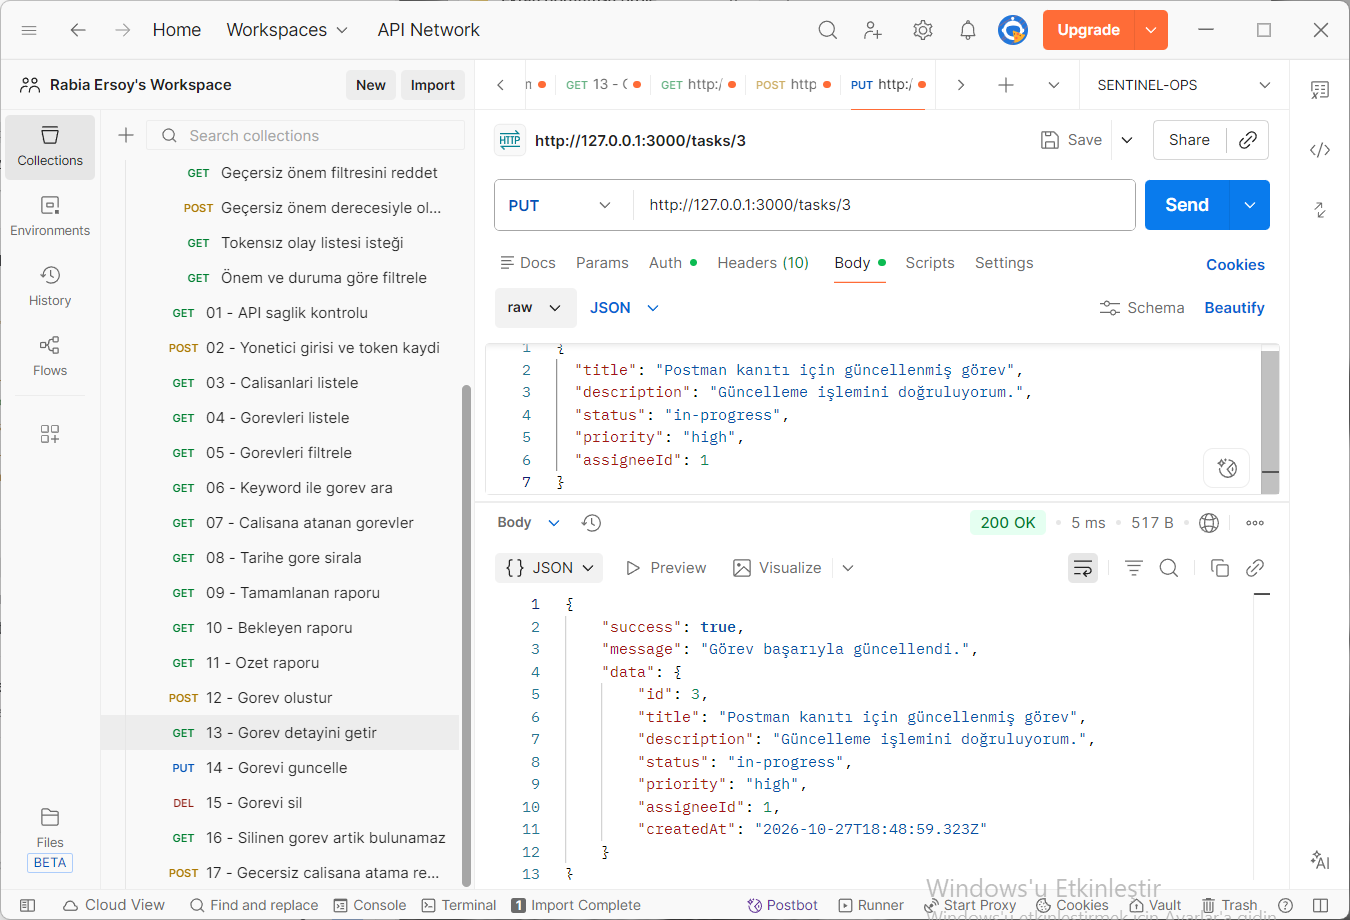 Home Workspaces API Network Upgrade
Rabia Ersoy's Workspace New Import
GET 13 - GET http:/ POST http PUT http:/ SENTINEL-OPS
Collections
Environments
History
Flows
Files
BETA
Search collections
GET Geçersiz önem filtresini reddet
POST Geçersiz önem derecesiyle ol...
GET Tokensız olay listesi isteği
GET Önem ve duruma göre filtrele
GET 01 - API saglik kontrolu
POST 02 - Yonetici girisi ve token kaydi
GET 03 - Calisanlari listele
GET 04 - Gorevleri listele
GET 05 - Gorevleri filtrele
GET 06 - Keyword ile gorev ara
GET 07 - Calisana atanan gorevler
GET 08 - Tarihe gore sirala
GET 09 - Tamamlanan raporu
GET 10 - Bekleyen raporu
GET 11 - Ozet raporu
POST 12 - Gorev olustur
GET 13 - Gorev detayini getir
PUT 14 - Gorevi guncelle
DEL 15 - Gorevi sil
GET 16 - Silinen gorev artik bulunamaz
POST 17 - Gecersiz calisana atama re...
HTTP http://127.0.0.1:3000/tasks/3 Save Share
PUT http://127.0.0.1:3000/tasks/3 Send
Docs Params Auth Headers (10) Body Scripts Settings Cookies
raw JSON Schema Beautify
1 {
2 "title": "Postman kanıtı için güncellenmiş görev",
3 "description": "Güncelleme işlemini doğruluyorum.",
4 "status": "in-progress",
5 "priority": "high",
6 "assigneeId": 1
7 }
Body 200 OK 5 ms 517 B
{} JSON Preview Visualize
1 {
2 "success": true,
3 "message": "Görev başarıyla güncellendi.",
4 "data": {
5 "id": 3,
6 "title": "Postman kanıtı için güncellenmiş görev",
7 "description": "Güncelleme işlemini doğruluyorum.",
8 "status": "in-progress",
9 "priority": "high",
10 "assigneeId": 1,
11 "createdAt": "2026-10-27T18:48:59.323Z"
12 }
13 }
AI
Windows'u Etkinleştir
Windows'u etkinleştirmek için Ayarlar'a gidin
Cloud View Find and replace Console Terminal 1 Import Complete Postbot Runner Start Proxy Cookies Vault Trash